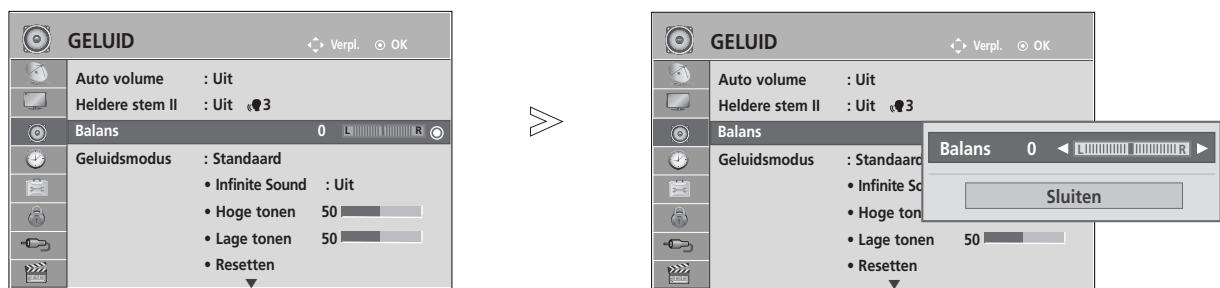 GELUID
Verpl. OK
Auto volume : Uit
Heldere stem II : Uit 3
Balans 0 L R
Geluidsmodus : Standaard
• Infinite Sound : Uit
• Hoge tonen 50
• Lage tonen 50
• Resetten
GELUID
Verpl. OK
Auto volume : Uit
Heldere stem II : Uit 3
Balans
Geluidsmodus : Standaard
• Infinite So
• Hoge ton
• Lage tonen 50
• Resetten
Balans 0 L R
Sluiten